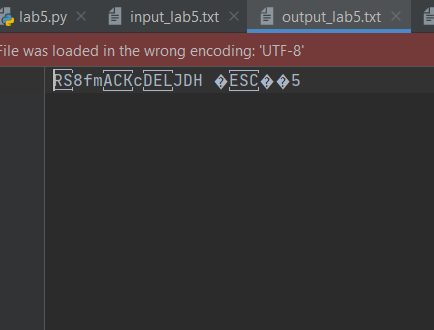 lab5.py input_lab5.txt output_lab5.txt
File was loaded in the wrong encoding: 'UTF-8'
RS8fmACKcDELJDH �ESC��5